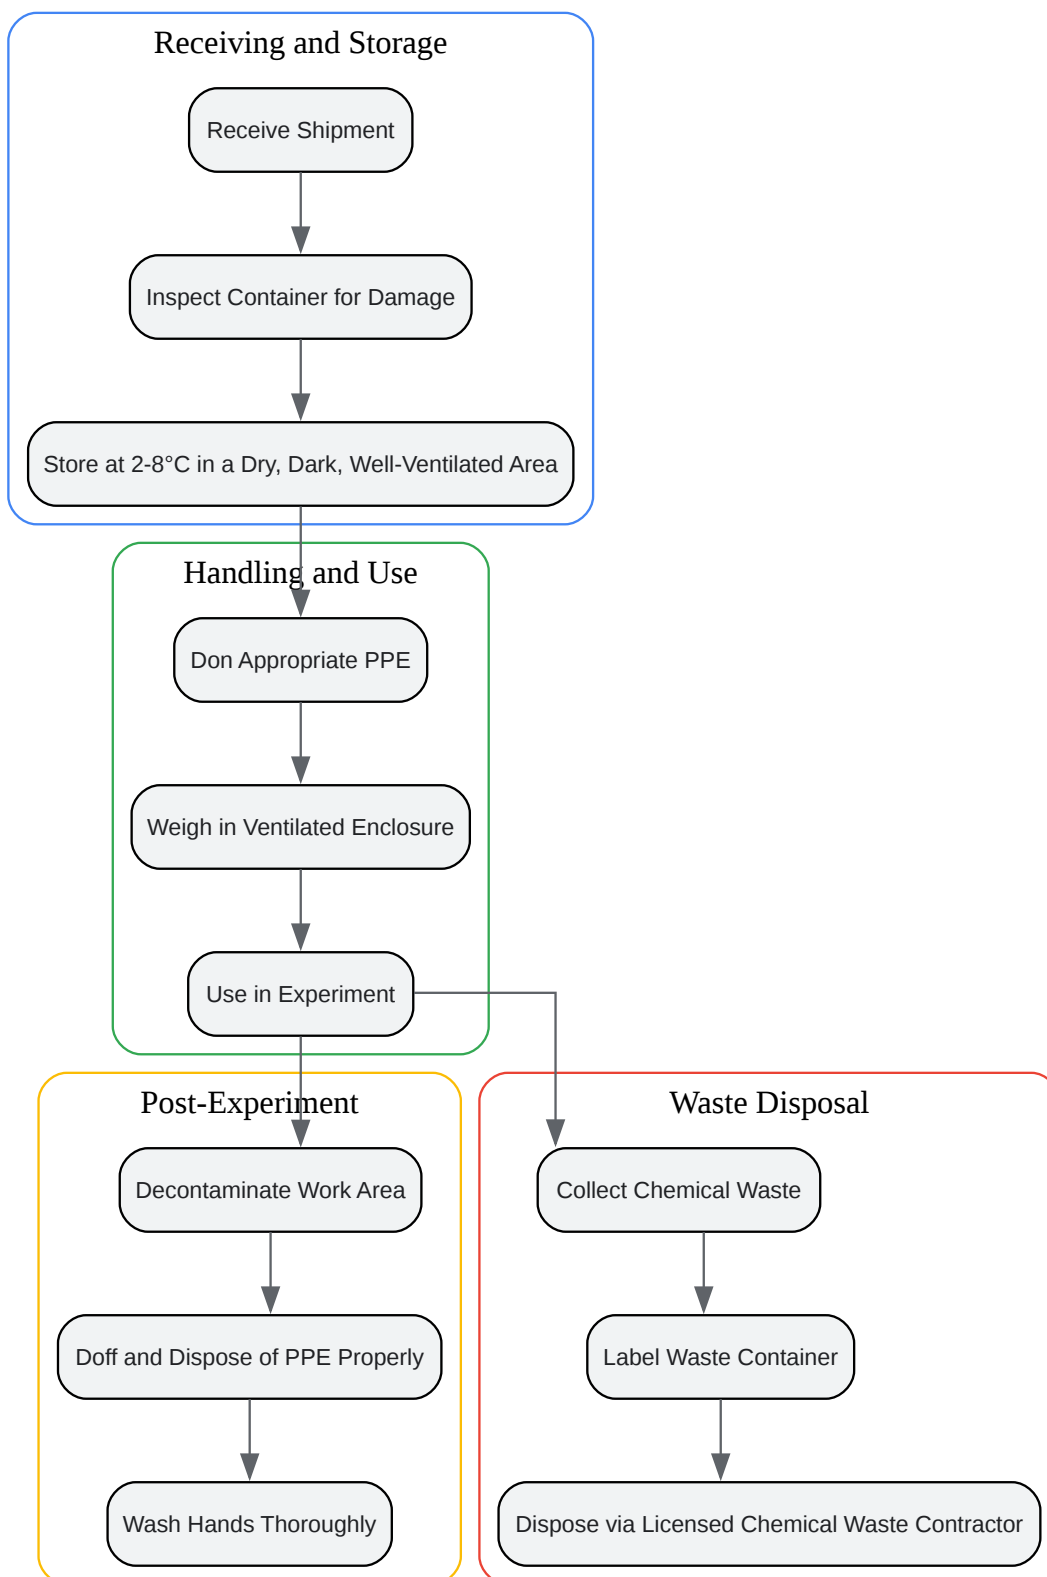 Receiving and Storage
Receive Shipment
Inspect Container for Damage
Store at 2-8°C in a Dry, Dark, Well-Ventilated Area
Handling and Use
Don Appropriate PPE
Weigh in Ventilated Enclosure
Use in Experiment
Post-Experiment
Decontaminate Work Area
Doff and Dispose of PPE Properly
Wash Hands Thoroughly
Waste Disposal
Collect Chemical Waste
Label Waste Container
Dispose via Licensed Chemical Waste Contractor